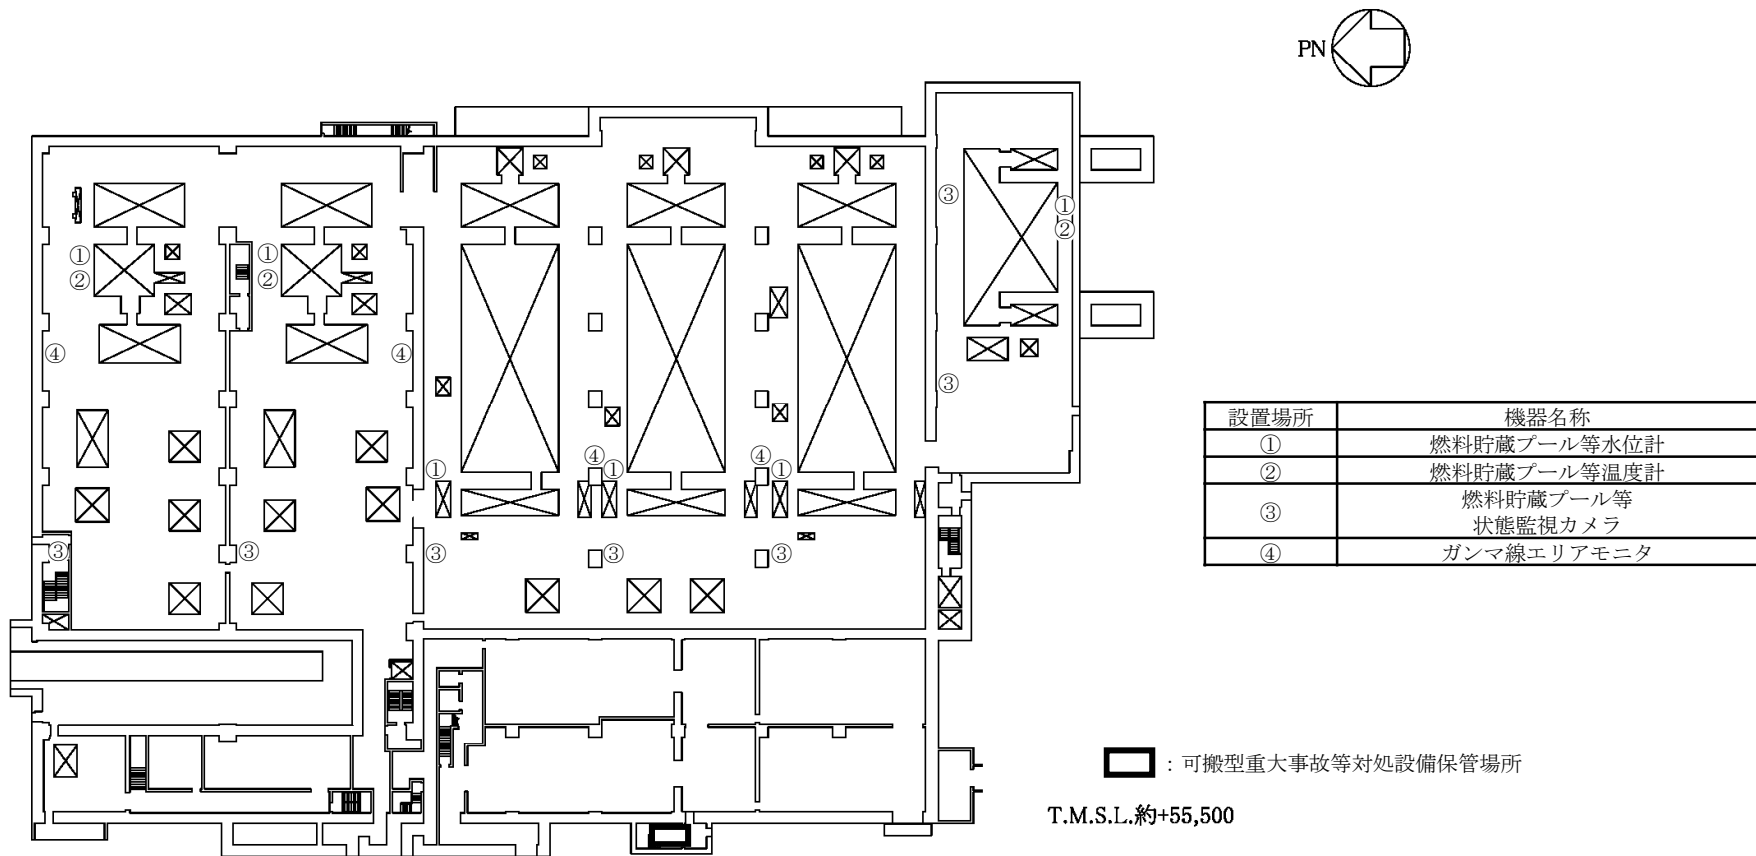 PN
③
①
②
①
②
①
②
④
④
③
④
①
④
①
①
③
③
③
③
③
設置場所 機器名称
① 燃料貯蔵プール等水位計
② 燃料貯蔵プール等温度計
③ 燃料貯蔵プール等
状態監視カメラ
④ ガンマ線エリアモニタ
:可搬型重大事故等対処設備保管場所
T.M.S.L.約+55,500